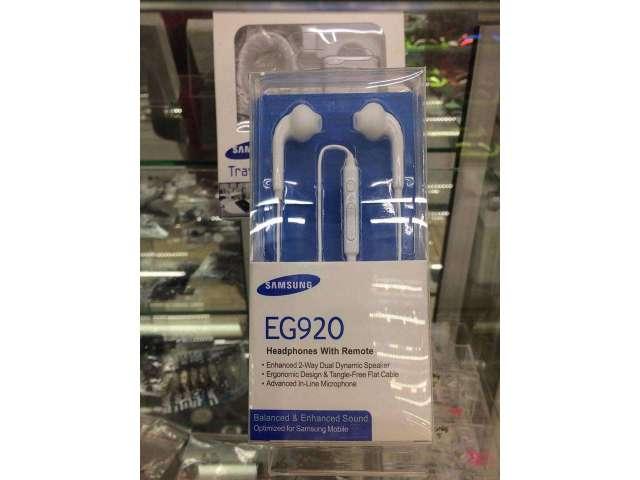 SAMSUNG
EG920
Headphones With Remote
• Enhanced 2-Way Dual Dynamic Speaker
• Ergonomic Design & Tangle-Free Flat Cable
• Advanced In-Line Microphone
Balanced & Enhanced Sound
Optimized for Samsung Mobile